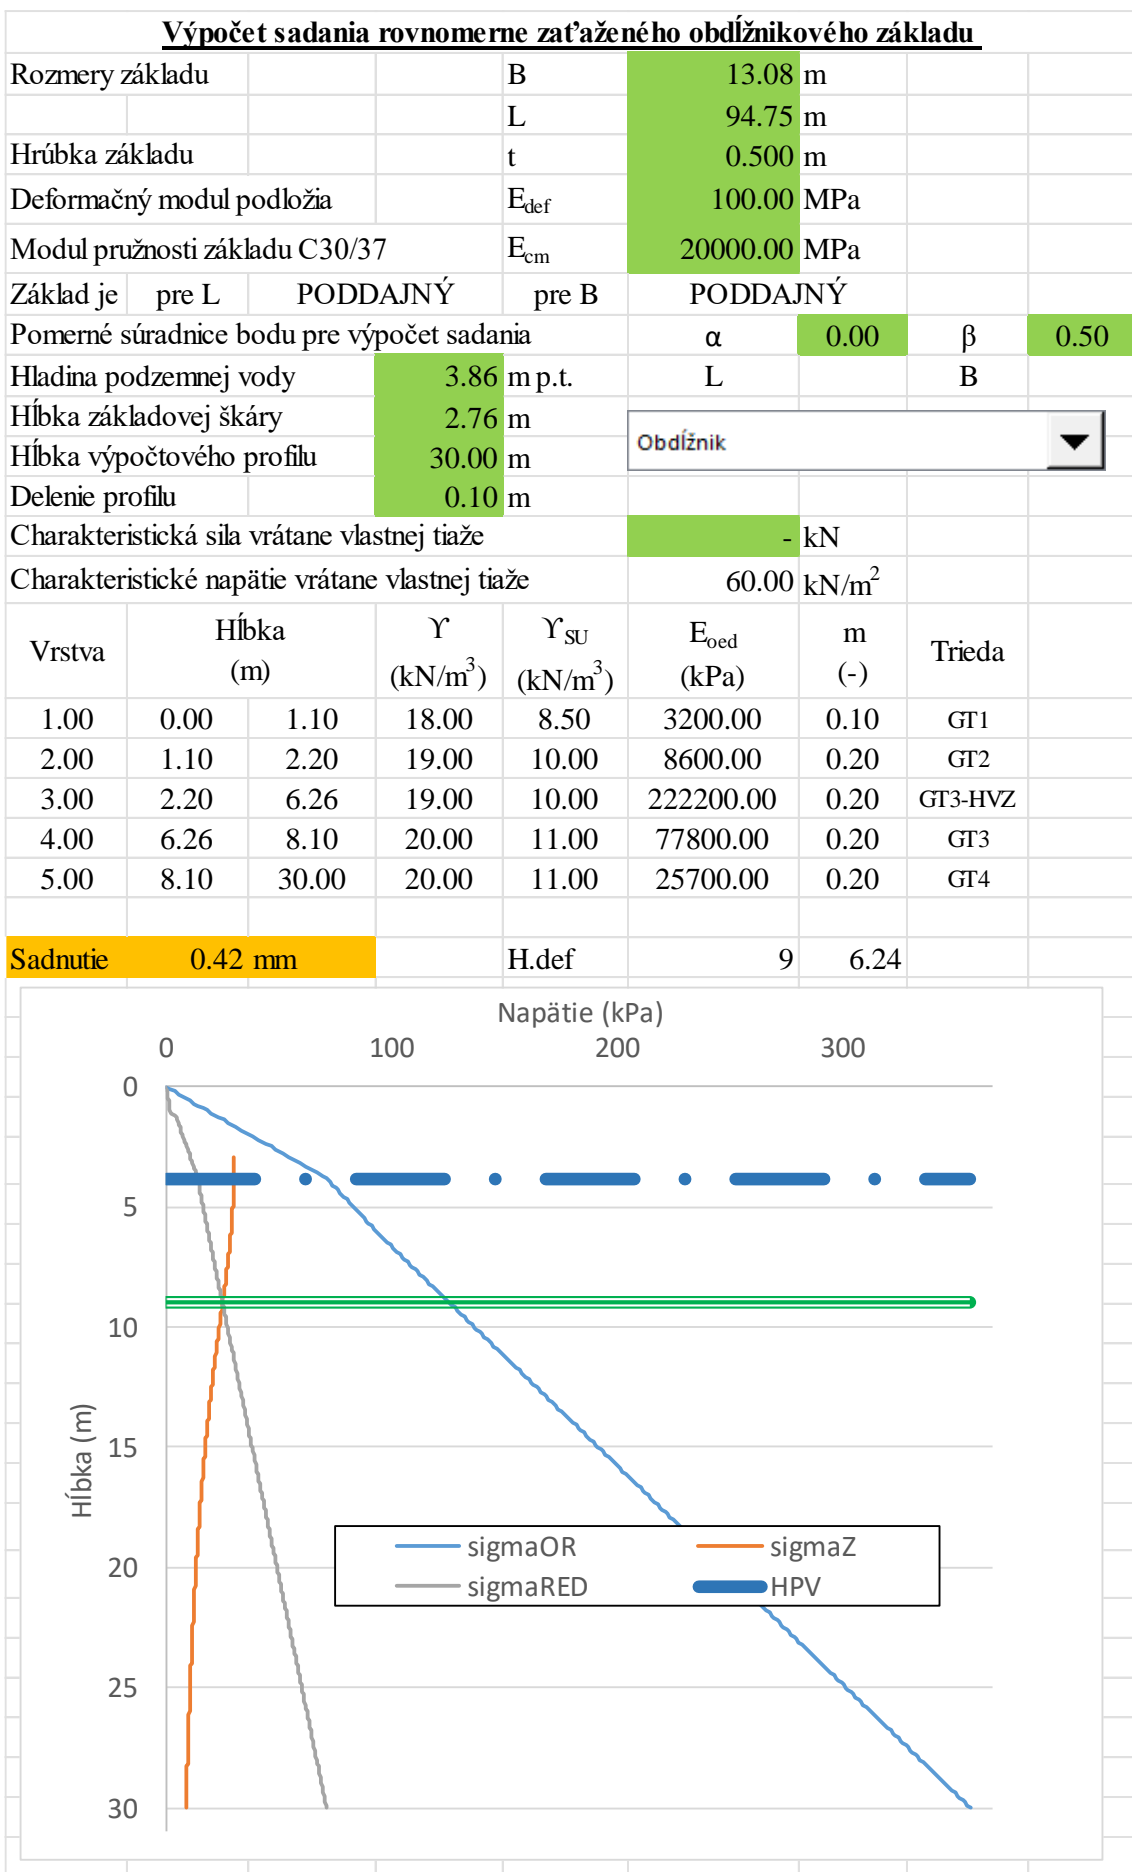 Výpočet sadania rovnomerne zaťaženého obdĺžnikového základu
Rozmery základu B 13.08 m
L 94.75 m
Hrúbka základu t 0.500 m
Deformačný modul podložia E_def 100.00 MPa
Modul pružnosti základu C30/37 E_cm 20000.00 MPa
Základ je pre L PODDAJNÝ pre B PODDAJNÝ
Pomerné súradnice bodu pre výpočet sadania α 0.00 β 0.50
Hladina podzemnej vody 3.86 m p.t. L B
Hĺbka základovej škáry 2.76 m
Obdĺžnik
Hĺbka výpočtového profilu 30.00 m
Delenie profilu 0.10 m
Charakteristická sila vrátane vlastnej tiaže - kN
Charakteristické napätie vrátane vlastnej tiaže 60.00 kN/m²
Vrstva Hĺbka (m) ϒ (kN/m³) ϒ_SU (kN/m³) E_oed (kPa) m (-) Trieda
1.00 0.00 1.10 18.00 8.50 3200.00 0.10 GT1
2.00 1.10 2.20 19.00 10.00 8600.00 0.20 GT2
3.00 2.20 6.26 19.00 10.00 222200.00 0.20 GT3-HVZ
4.00 6.26 8.10 20.00 11.00 77800.00 0.20 GT3
5.00 8.10 30.00 20.00 11.00 25700.00 0.20 GT4
Sadnutie 0.42 mm H.def 9 6.24
Napätie (kPa)
0 100 200 300
0
5
10
15
20
25
30
Hĺbka (m)
sigmaOR sigmaZ
sigmaRED HPV